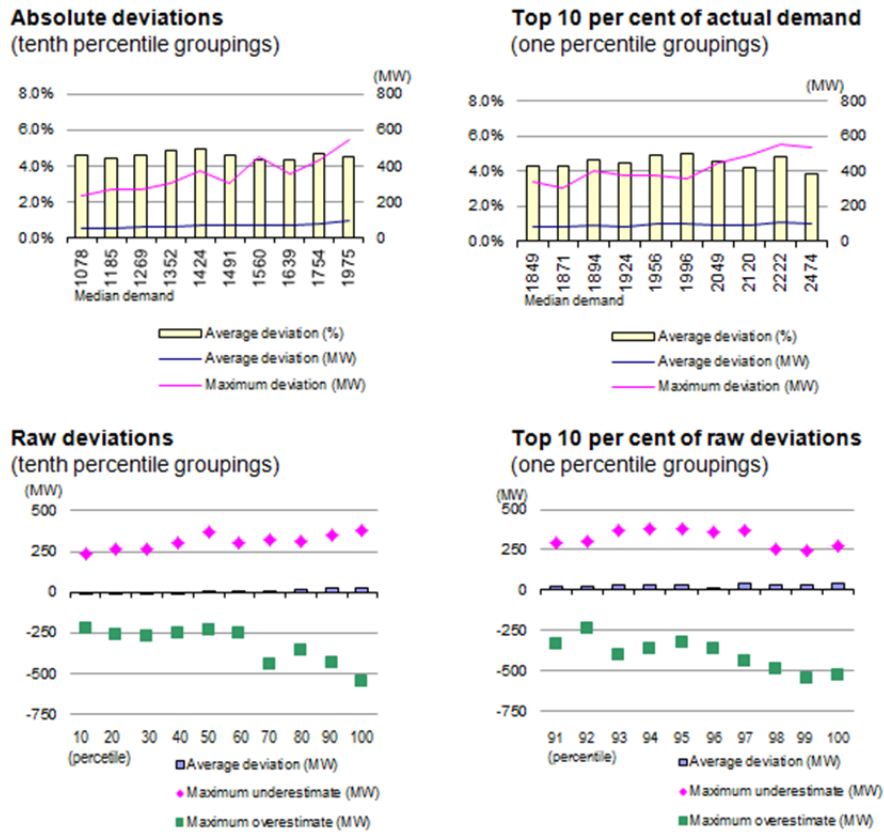 Absolute deviations
(tenth percentile groupings)
(MW)
8.0% 800
6.0% 600
4.0% 400
2.0% 200
0.0% 0
1078 1185 1269 1352 1424 1491 1560 1639 1754 1975
Median demand
Average deviation (%)
Average deviation (MW)
Maximum deviation (MW)
Top 10 per cent of actual demand
(one percentile groupings)
(MW)
8.0% 800
6.0% 600
4.0% 400
2.0% 200
0.0% 0
1849 1871 1894 1924 1956 1996 2049 2120 2222 2474
Median demand
Average deviation (%)
Average deviation (MW)
Maximum deviation (MW)
Raw deviations
(tenth percentile groupings)
(MW)
500
250
0
-250
-500
-750
10 20 30 40 50 60 70 80 90 100
(percetile)
Average deviation (MW)
Maximum underestimate (MW)
Maximum overestimate (MW)
Top 10 per cent of raw deviations
(one percentile groupings)
(MW)
500
250
0
-250
-500
-750
91 92 93 94 95 96 97 98 99 100
(percentile)
Average deviation (MW)
Maximum underestimate (MW)
Maximum overestimate (MW)